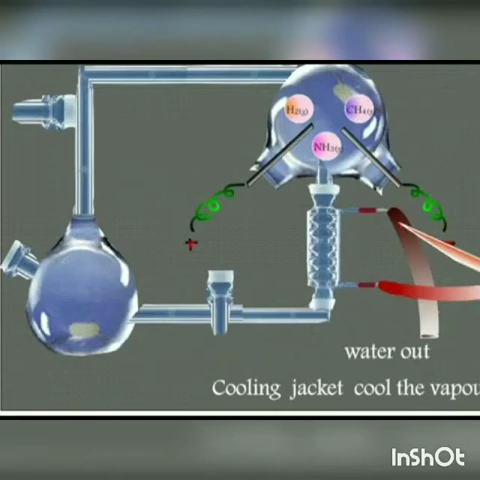 H2(g)
CH4(g)
NH3(g)
+
water out
Cooling jacket cool the vapou
InShOt